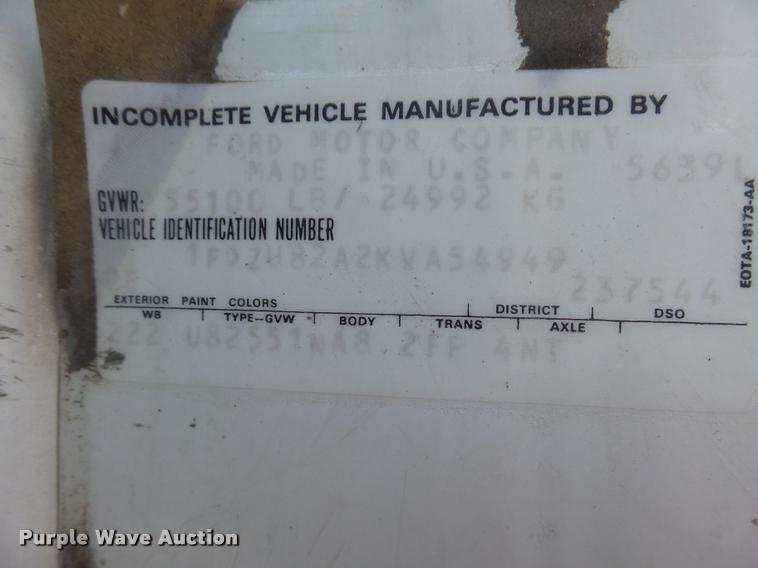 INCOMPLETE VEHICLE MANUFACTURED BY
FORD MOTOR COMPANY
MADE IN U.S.A. 5639L
GVWR: 55100 LB/ 24992 KG
VEHICLE IDENTIFICATION NUMBER
1FDZU82A2KVA54949
237544
EXTERIOR PAINT COLORS DISTRICT DSO
WB TYPE-GVW BODY TRANS AXLE
222 U82551NA8 2FP 4NT
EOTA-18173-AA
Purple Wave Auction